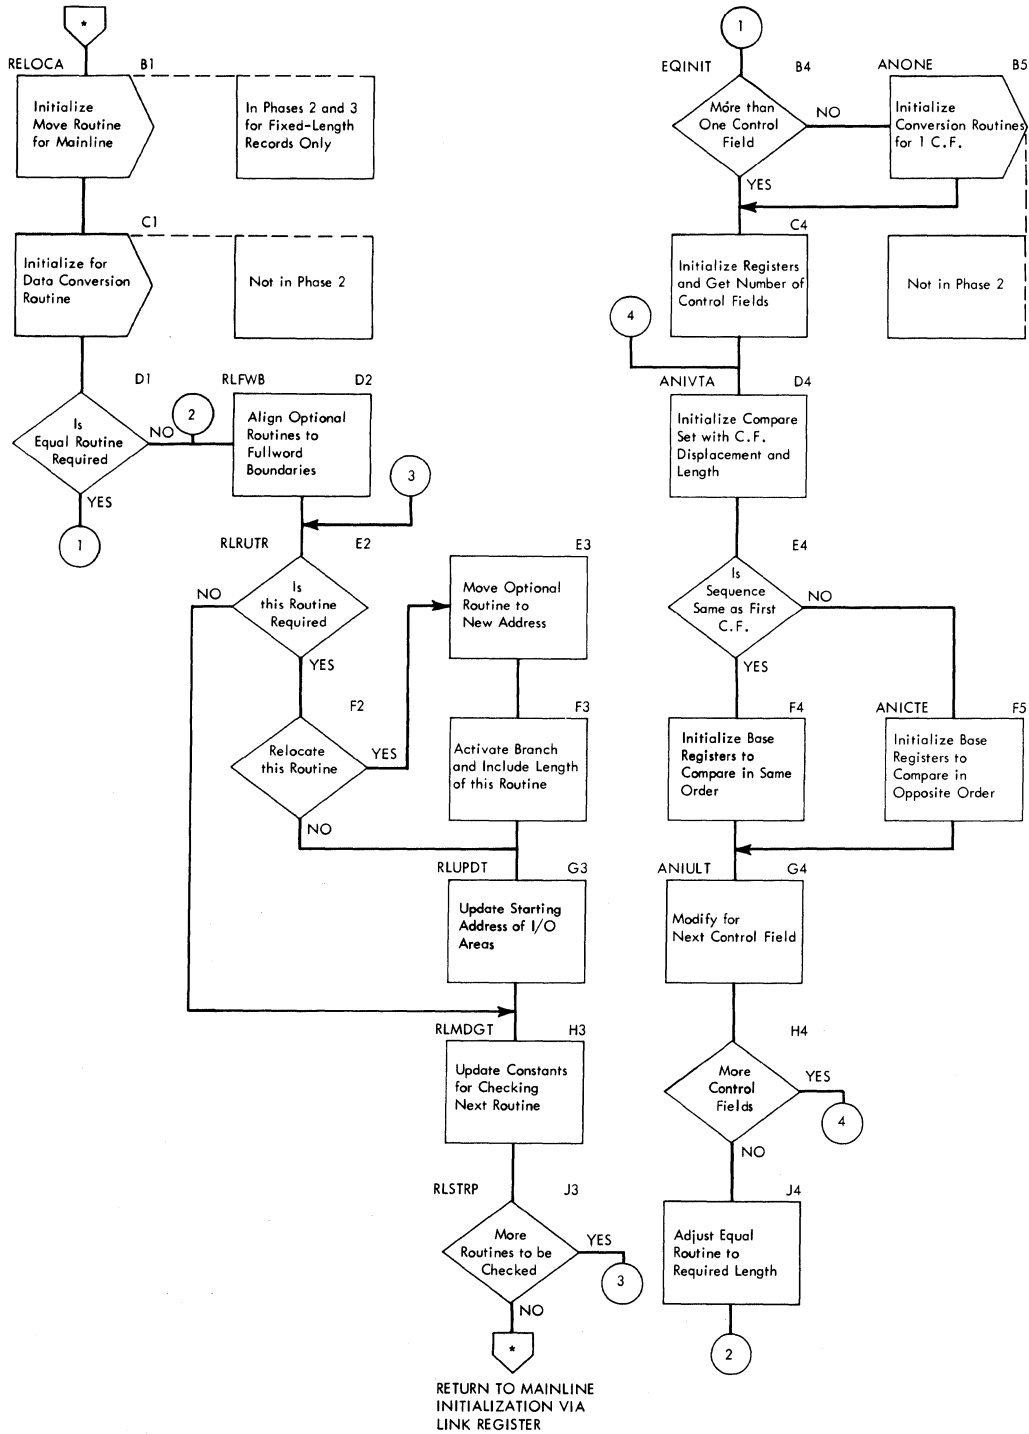 *
RELOCA
B1
Initialize
Move Routine
for Mainline
In Phases 2 and 3
for Fixed-Length
Records Only
C1
Initialize for
Data Conversion
Routine
Not in Phase 2
D1
Is
Equal Routine
Required
NO
YES
1
2
RLFWB
D2
Align Optional
Routines to
Fullword
Boundaries
3
RLRUTR
E2
Is
this Routine
Required
NO
YES
F2
Relocate
this Routine
YES
NO
E3
Move Optional
Routine to
New Address
F3
Activate Branch
and Include Length
of this Routine
RLUPDT
G3
Update Starting
Address of I/O
Areas
RLMDGT
H3
Update Constants
for Checking
Next Routine
RLSTRP
J3
More
Routines to be
Checked
YES
3
NO
*
RETURN TO MAINLINE
INITIALIZATION VIA
LINK REGISTER
1
EQINIT
B4
More than
One Control
Field
NO
YES
ANONE
B5
Initialize
Conversion Routines
for 1 C.F.
Not in Phase 2
C4
Initialize Registers
and Get Number of
Control Fields
4
ANIVTA
D4
Initialize Compare
Set with C.F.
Displacement and
Length
E4
Is
Sequence
Same as First
C.F.
NO
YES
F4
Initialize Base
Registers to
Compare in Same
Order
ANICTE
F5
Initialize Base
Registers to
Compare in
Opposite Order
ANIULT
G4
Modify for
Next Control Field
H4
More
Control
Fields
YES
4
NO
J4
Adjust Equal
Routine to
Required Length
2